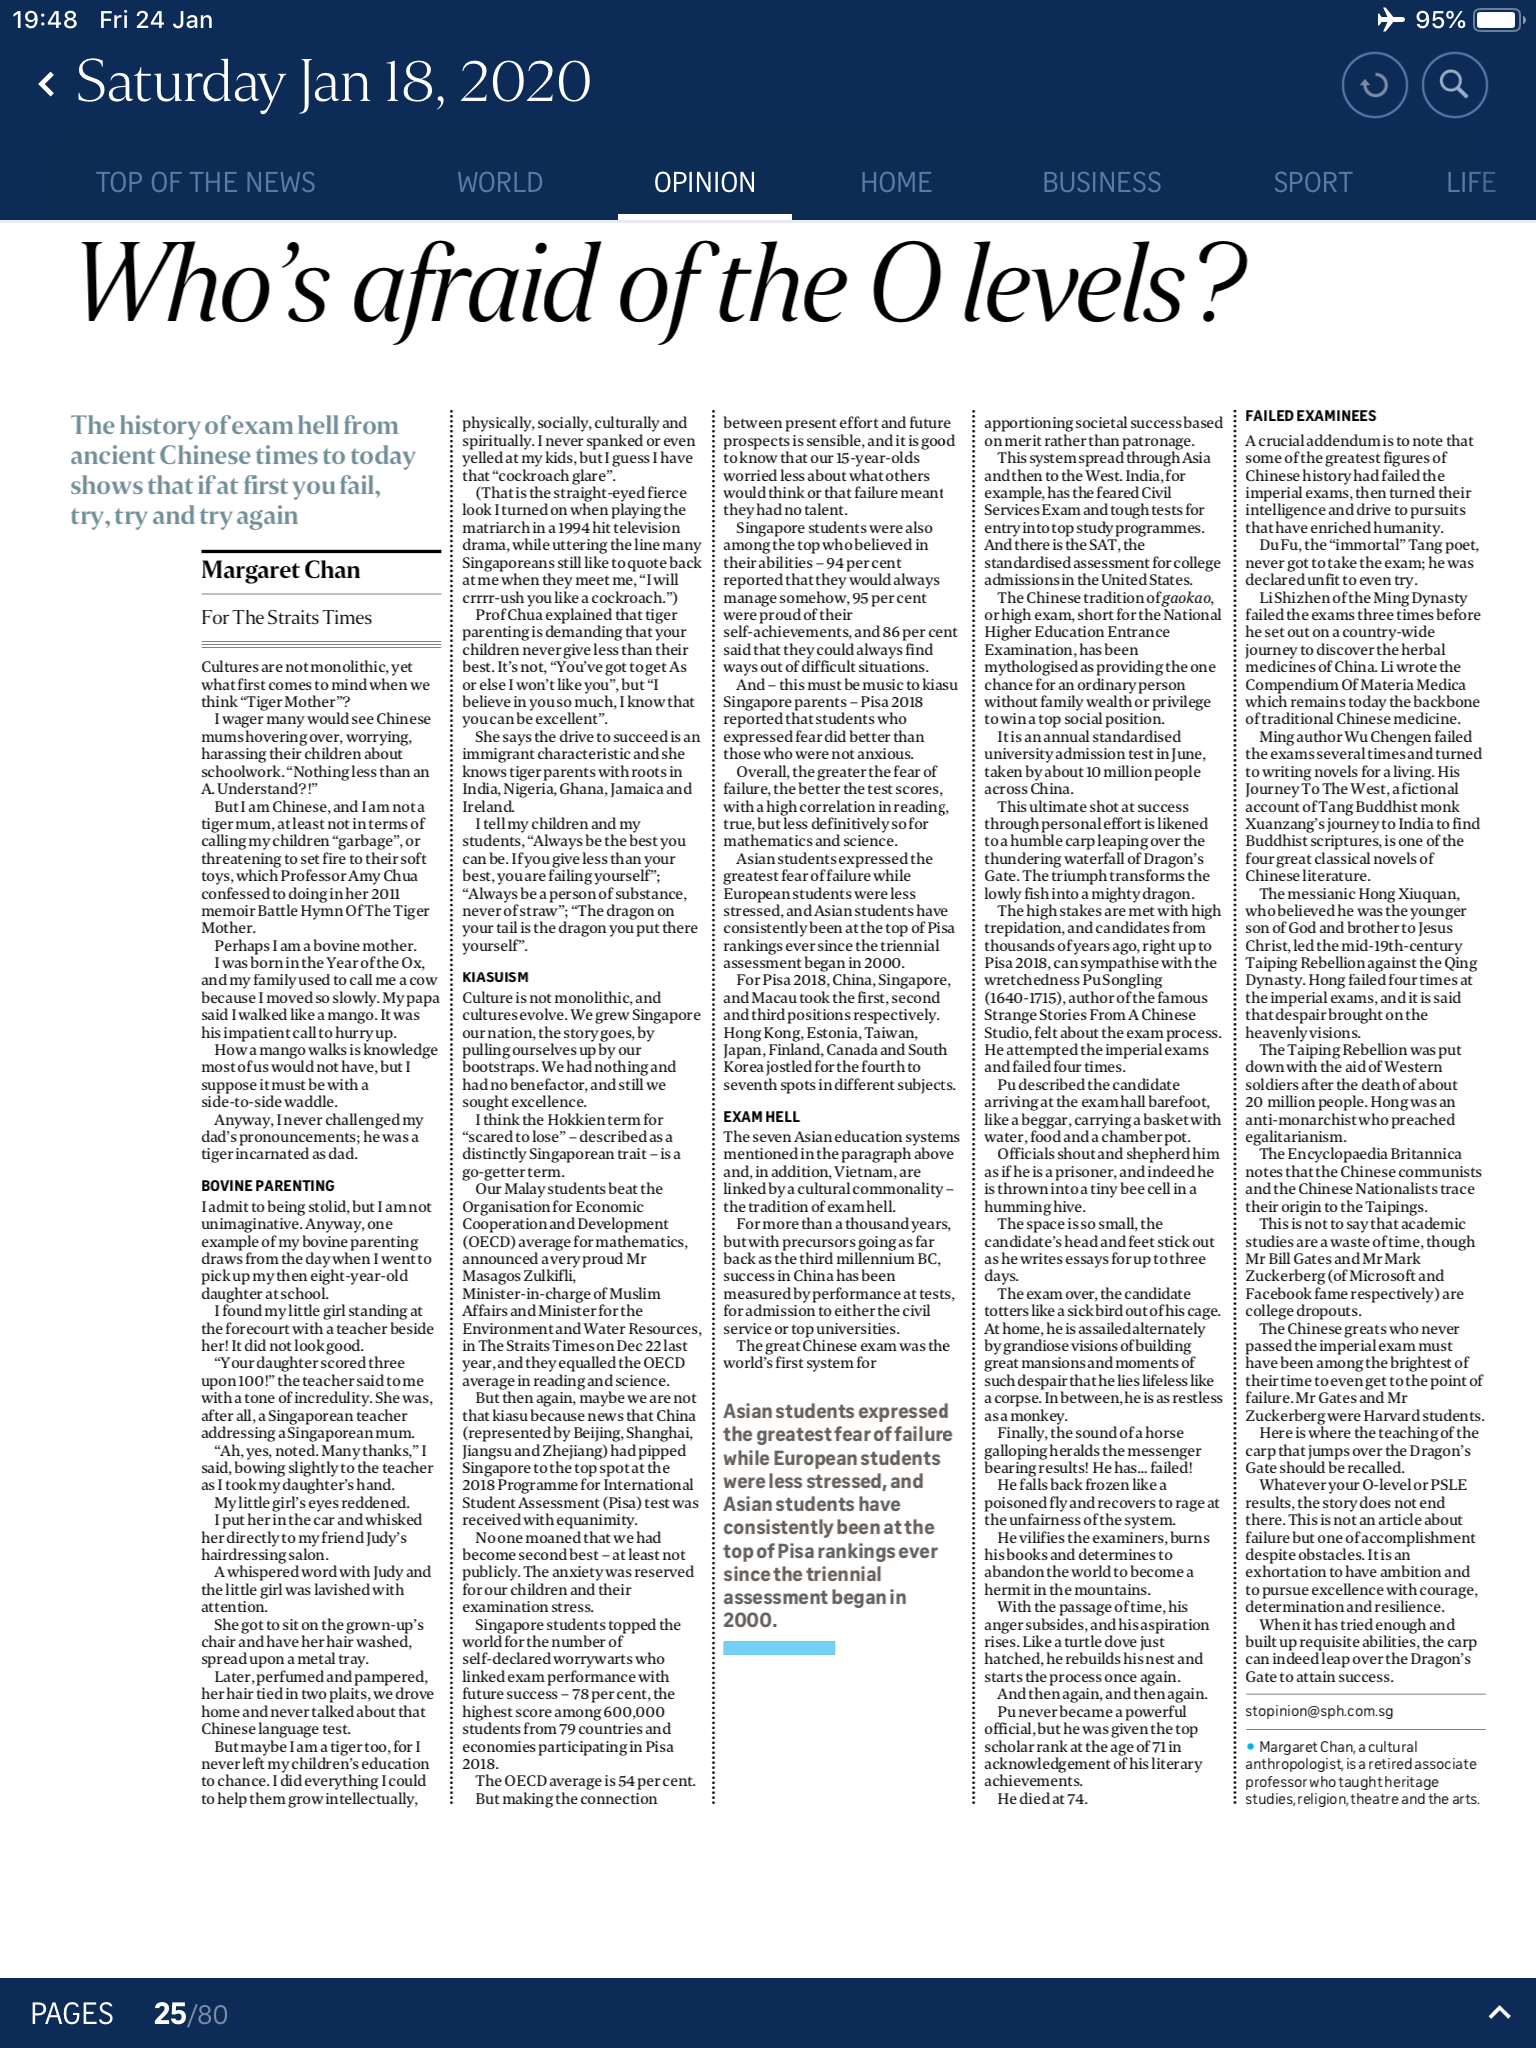 19:48 Fri 24 Jan
95%
Saturday Jan 18, 2020
TOP OF THE NEWS
WORLD
OPINION
HOME
BUSINESS
SPORT
LIFE
Who's afraid of the O levels?
The history of exam hell from
ancient Chinese times to today
shows that if at first you fail,
try, try and try again
Margaret Chan
For The Straits Times
Cultures are not monolithic, yet
what first comes to mind when we
think “Tiger Mother”?
I wager many would see Chinese
mums hovering over, worrying,
harassing their children about
schoolwork. “Nothing less than an
A. Understand?!”
But I am Chinese, and I am not a
tiger mum, at least not in terms of
calling my children “garbage”, or
threatening to set fire to their soft
toys, which Professor Amy Chua
confessed to doing in her 2011
memoir Battle Hymn Of The Tiger
Mother.
Perhaps I am a bovine mother.
I was born in the Year of the Ox,
and my family used to call me a cow
because I moved so slowly. My papa
said I walked like a mango. It was
his impatient call to hurry up.
How a mango walks is knowledge
most of us would not have, but I
suppose it must be with a
side-to-side waddle.
Anyway, I never challenged my
dad's pronouncements; he was a
tiger incarnated as dad.
BOVINE PARENTING
I admit to being stolid, but I am not
unimaginative. Anyway, one
example of my bovine parenting
draws from the day when I went to
pick up my then eight-year-old
daughter at school.
I found my little girl standing at
the forecourt with a teacher beside
her! It did not look good.
“Your daughter scored three
upon 100!” the teacher said to me
with a tone of incredulity. She was,
after all, a Singaporean teacher
addressing a Singaporean mum.
“Ah, yes, noted. Many thanks,” I
said, bowing slightly to the teacher
as I took my daughter's hand.
My little girl's eyes reddened.
I put her in the car and whisked
her directly to my friend Judy's
hairdressing salon.
A whispered word with Judy and
the little girl was lavished with
attention.
She got to sit on the grown-up's
chair and have her hair washed,
spread upon a metal tray.
Later, perfumed and pampered,
her hair tied in two plaits, we drove
home and never talked about that
Chinese language test.
But maybe I am a tiger too, for I
never left my children's education
to chance. I did everything I could
to help them grow intellectually,
physically, socially, culturally and
spiritually. I never spanked or even
yelled at my kids, but I guess I have
that “cockroach glare”.
(That is the straight-eyed fierce
look I turned on when playing the
matriarch in a 1994 hit television
drama, while uttering the line many
Singaporeans still like to quote back
at me when they meet me, “I will
crrrr-ush you like a cockroach.”)
Prof Chua explained that tiger
parenting is demanding that your
children never give less than their
best. It's not, “You've got to get As
or else I won't like you”, but “I
believe in you so much, I know that
you can be excellent”.
She says the drive to succeed is an
immigrant characteristic and she
knows tiger parents with roots in
India, Nigeria, Ghana, Jamaica and
Ireland.
I tell my children and my
students, “Always be the best you
can be. If you give less than your
best, you are failing yourself”;
“Always be a person of substance,
never of straw”; “The dragon on
your tail is the dragon you put there
yourself”.
KIASUISM
Culture is not monolithic, and
cultures evolve. We grew Singapore
our nation, the story goes, by
pulling ourselves up by our
bootstraps. We had nothing and
had no benefactor, and still we
sought excellence.
I think the Hokkien term for
“scared to lose” – described as a
distinctly Singaporean trait – is a
go-getter term.
Our Malay students beat the
Organisation for Economic
Cooperation and Development
(OECD) average for mathematics,
announced a very proud Mr
Masagos Zulkifli,
Minister-in-charge of Muslim
Affairs and Minister for the
Environment and Water Resources,
in The Straits Times on Dec 22 last
year, and they equalled the OECD
average in reading and science.
But then again, maybe we are not
that kiasu because news that China
(represented by Beijing, Shanghai,
Jiangsu and Zhejiang) had pipped
Singapore to the top spot at the
2018 Programme for International
Student Assessment (Pisa) test was
received with equanimity.
No one moaned that we had
become second best – at least not
publicly. The anxiety was reserved
for our children and their
examination stress.
Singapore students topped the
world for the number of
self-declared worrywarts who
linked exam performance with
future success – 78 per cent, the
highest score among 600,000
students from 79 countries and
economies participating in Pisa
2018.
The OECD average is 54 per cent.
But making the connection
between present effort and future
prospects is sensible, and it is good
to know that our 15-year-olds
worried less about what others
would think or that failure meant
they had no talent.
Singapore students were also
among the top who believed in
their abilities – 94 per cent
reported that they would always
manage somehow, 95 per cent
were proud of their
self-achievements, and 86 per cent
said that they could always find
ways out of difficult situations.
And – this must be music to kiasu
Singapore parents – Pisa 2018
reported that students who
expressed fear did better than
those who were not anxious.
Overall, the greater the fear of
failure, the better the test scores,
with a high correlation in reading,
true, but less definitively so for
mathematics and science.
Asian students expressed the
greatest fear of failure while
European students were less
stressed, and Asian students have
consistently been at the top of Pisa
rankings ever since the triennial
assessment began in 2000.
For Pisa 2018, China, Singapore,
and Macau took the first, second
and third positions respectively.
Hong Kong, Estonia, Taiwan,
Japan, Finland, Canada and South
Korea jostled for the fourth to
seventh spots in different subjects.
EXAM HELL
The seven Asian education systems
mentioned in the paragraph above
and, in addition, Vietnam, are
linked by a cultural commonality –
the tradition of exam hell.
For more than a thousand years,
but with precursors going as far
back as the third millennium BC,
success in China has been
measured by performance at tests,
for admission to either the civil
service or top universities.
The great Chinese exam was the
world's first system for
Asian students expressed
the greatest fear of failure
while European students
were less stressed, and
Asian students have
consistently been at the
top of Pisa rankings ever
since the triennial
assessment began in
2000.
apportioning societal success based
on merit rather than patronage.
This system spread through Asia
and then to the West. India, for
example, has the feared Civil
Services Exam and tough tests for
entry into top study programmes.
And there is the SAT, the
standardised assessment for college
admissions in the United States.
The Chinese tradition of gaokao,
or high exam, short for the National
Higher Education Entrance
Examination, has been
mythologised as providing the one
chance for an ordinary person
without family wealth or privilege
to win a top social position.
It is an annual standardised
university admission test in June,
taken by about 10 million people
across China.
This ultimate shot at success
through personal effort is likened
to a humble carp leaping over the
thundering waterfall of Dragon's
Gate. The triumph transforms the
lowly fish into a mighty dragon.
The high stakes are met with high
trepidation, and candidates from
thousands of years ago, right up to
Pisa 2018, can sympathise with the
wretchedness Pu Songling
(1640-1715), author of the famous
Strange Stories From A Chinese
Studio, felt about the exam process.
He attempted the imperial exams
and failed four times.
Pu described the candidate
arriving at the exam hall barefoot,
like a beggar, carrying a basket with
water, food and a chamber pot.
Officials shout and shepherd him
as if he is a prisoner, and indeed he
is thrown into a tiny bee cell in a
humming hive.
The space is so small, the
candidate's head and feet stick out
as he writes essays for up to three
days.
The exam over, the candidate
totters like a sick bird out of his cage.
At home, he is assailed alternately
by grandiose visions of building
great mansions and moments of
such despair that he lies lifeless like
a corpse. In between, he is as restless
as a monkey.
Finally, the sound of a horse
galloping heralds the messenger
bearing results! He has... failed!
He falls back frozen like a
poisoned fly and recovers to rage at
the unfairness of the system.
He vilifies the examiners, burns
his books and determines to
abandon the world to become a
hermit in the mountains.
With the passage of time, his
anger subsides, and his aspiration
rises. Like a turtle dove just
hatched, he rebuilds his nest and
starts the process once again.
And then again, and then again.
Pu never became a powerful
official, but he was given the top
scholar rank at the age of 71 in
acknowledgement of his literary
achievements.
He died at 74.
FAILED EXAMINEES
A crucial addendum is to note that
some of the greatest figures of
Chinese history had failed the
imperial exams, then turned their
intelligence and drive to pursuits
that have enriched humanity.
Du Fu, the “immortal” Tang poet,
never got to take the exam; he was
declared unfit to even try.
Li Shizhen of the Ming Dynasty
failed the exams three times before
he set out on a country-wide
journey to discover the herbal
medicines of China. Li wrote the
Compendium Of Materia Medica
which remains today the backbone
of traditional Chinese medicine.
Ming author Wu Chengen failed
the exams several times and turned
to writing novels for a living. His
Journey To The West, a fictional
account of Tang Buddhist monk
Xuanzang's journey to India to find
Buddhist scriptures, is one of the
four great classical novels of
Chinese literature.
The messianic Hong Xiuquan,
who believed he was the younger
son of God and brother to Jesus
Christ, led the mid-19th-century
Taiping Rebellion against the Qing
Dynasty. Hong failed four times at
the imperial exams, and it is said
that despair brought on the
heavenly visions.
The Taiping Rebellion was put
down with the aid of Western
soldiers after the death of about
20 million people. Hong was an
anti-monarchist who preached
egalitarianism.
The Encyclopaedia Britannica
notes that the Chinese communists
and the Chinese Nationalists trace
their origin to the Taipings.
This is not to say that academic
studies are a waste of time, though
Mr Bill Gates and Mr Mark
Zuckerberg (of Microsoft and
Facebook fame respectively) are
college dropouts.
The Chinese greats who never
passed the imperial exam must
have been among the brightest of
their time to even get to the point of
failure. Mr Gates and Mr
Zuckerberg were Harvard students.
Here is where the teaching of the
carp that jumps over the Dragon's
Gate should be recalled.
Whatever your O-level or PSLE
results, the story does not end
there. This is not an article about
failure but one of accomplishment
despite obstacles. It is an
exhortation to have ambition and
to pursue excellence with courage,
determination and resilience.
When it has tried enough and
built up requisite abilities, the carp
can indeed leap over the Dragon's
Gate to attain success.
stopinion@sph.com.sg
• Margaret Chan, a cultural
anthropologist, is a retired associate
professor who taught heritage
studies, religion, theatre and the arts.
PAGES 25/80